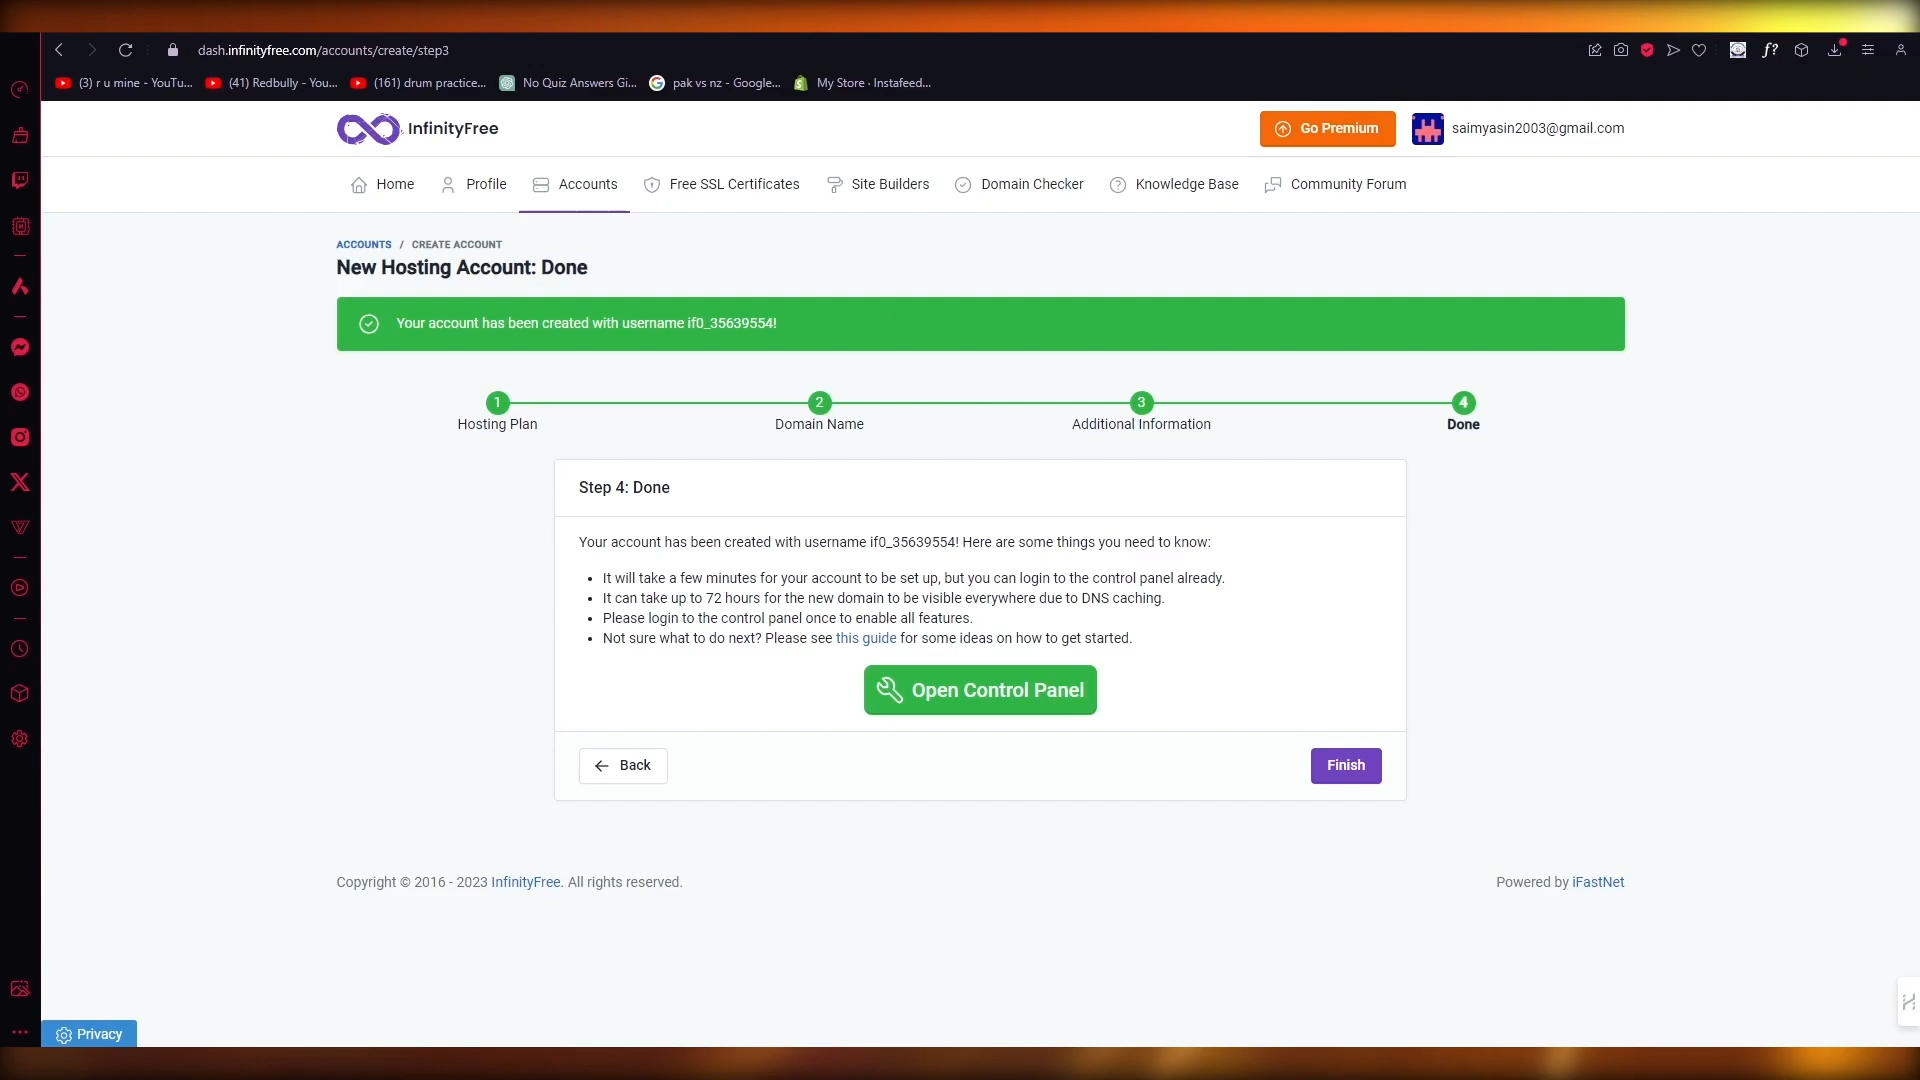 dash.infinityfree.com/accounts/create/step3
f?
(3) r u mine - YouTu... (41) Redbully - You... (161) drum practice... No Quiz Answers Gi... pak vs nz - Google... My Store · Instafeed...
InfinityFree
Go Premium
saimyasin2003@gmail.com
Home Profile Accounts Free SSL Certificates Site Builders Domain Checker Knowledge Base Community Forum
ACCOUNTS / CREATE ACCOUNT
New Hosting Account: Done
Your account has been created with username if0_35639554!
1 2 3 4
Hosting Plan Domain Name Additional Information Done
Step 4: Done
Your account has been created with username if0_35639554! Here are some things you need to know:
• It will take a few minutes for your account to be set up, but you can login to the control panel already.
• It can take up to 72 hours for the new domain to be visible everywhere due to DNS caching.
• Please login to the control panel once to enable all features.
• Not sure what to do next? Please see this guide for some ideas on how to get started.
Open Control Panel
Back
Finish
Copyright © 2016 - 2023 InfinityFree. All rights reserved.
Powered by iFastNet
Privacy